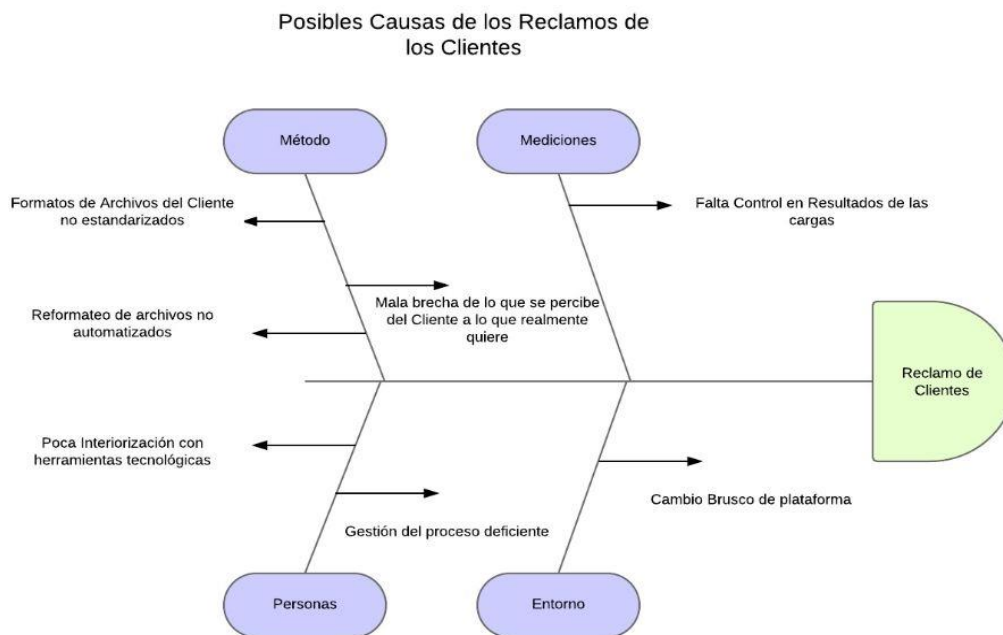 Posibles Causas de los Reclamos de
los Clientes
Método
Mediciones
Formatos de Archivos del Cliente
no estandarizados
Falta Control en Resultados de las
cargas
Mala brecha de lo que se percibe
del Cliente a lo que realmente
quiere
Reformateo de archivos no
automatizados
Reclamo de
Clientes
Poca Interiorización con
herramientas tecnológicas
Cambio Brusco de plataforma
Gestión del proceso deficiente
Personas
Entorno